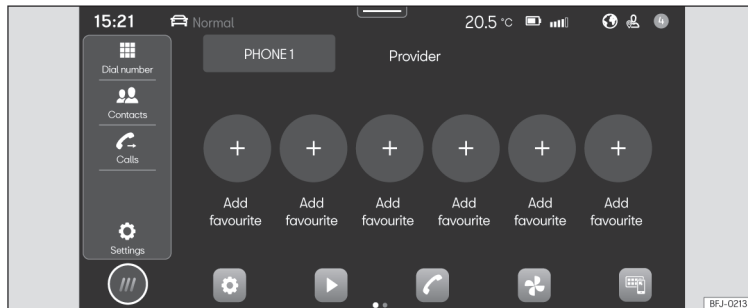 15:21 Normal 20.5 °C 4
PHONE 1 Provider
Dial number
Contacts
Calls
Settings
Add favourite
Add favourite
Add favourite
Add favourite
Add favourite
Add favourite
BFJ-0213